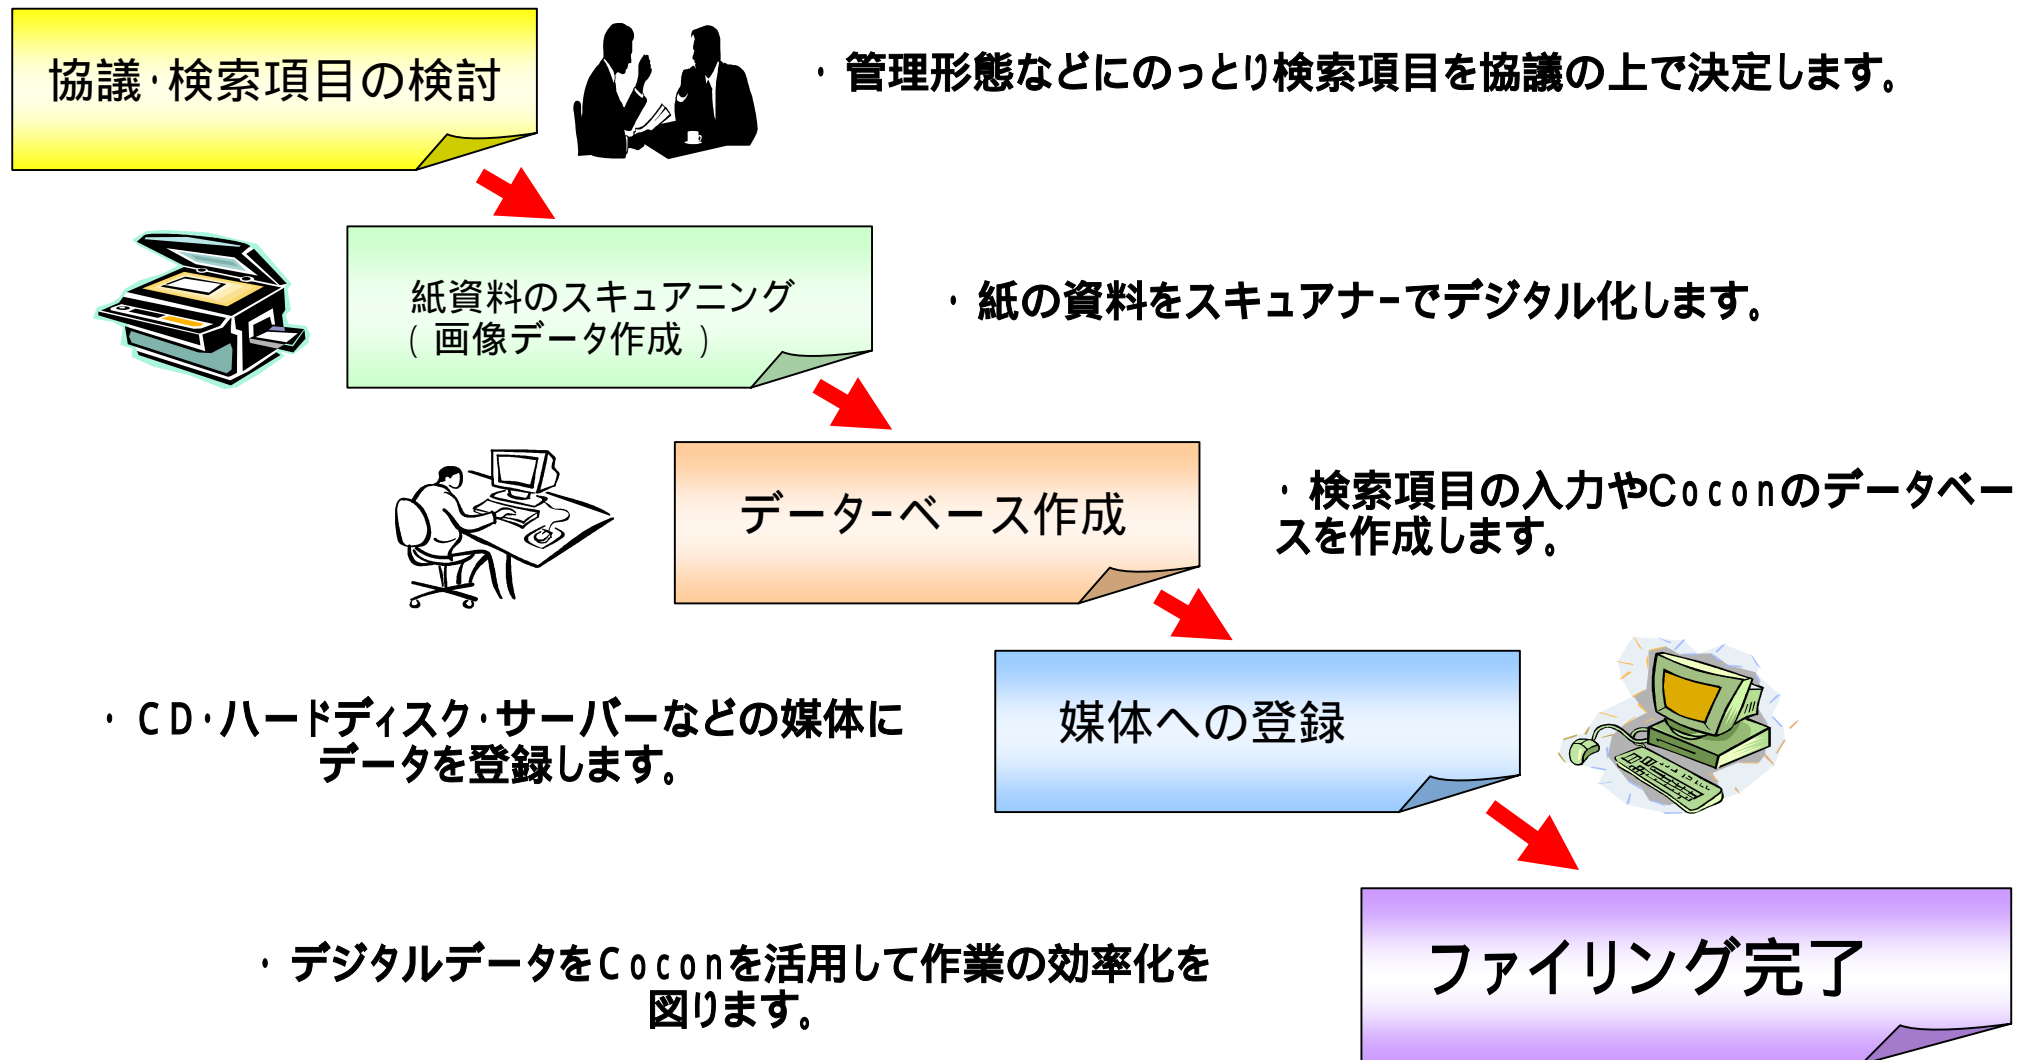 協議・検索項目の検討
・管理形態などにのっとり検索項目を協議の上で決定します。
紙資料のスキュアニング
(画像データ作成)
・紙の資料をスキュアナーでデジタル化します。
データーベース作成
・検索項目の入力やCoconのデータベー
スを作成します。
・CD・ハードディスク・サーバーなどの媒体に
データを登録します。
媒体への登録
・デジタルデータをCoconを活用して作業の効率化を
図ります。
ファイリング完了